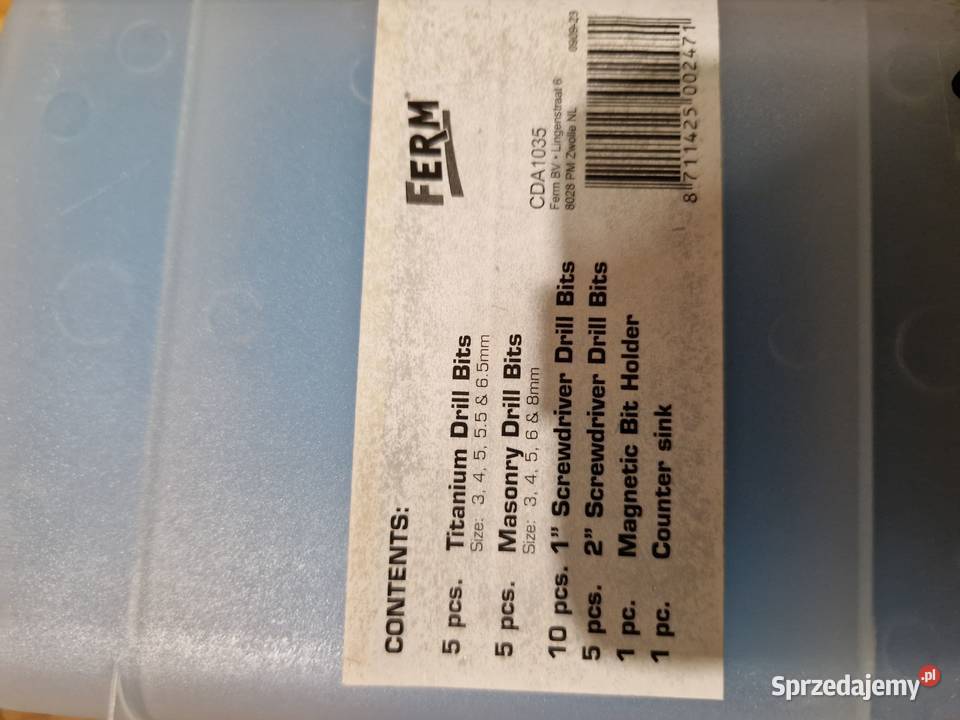 CONTENTS:
5 pcs. Titanium Drill Bits
Size: 3, 4, 5, 5.5 & 6.5mm
5 pcs. Masonry Drill Bits
Size: 3, 4, 5, 6 & 8mm
10 pcs. 1" Screwdriver Drill Bits
5 pcs. 2" Screwdriver Drill Bits
1 pc. Magnetic Bit Holder
1 pc. Counter sink
FERM®
CDA1035
Ferm BV • Lingenstraat 6
8028 PM Zwolle NL
0909-23
8 711425 002471
Sprzedajemy.pl